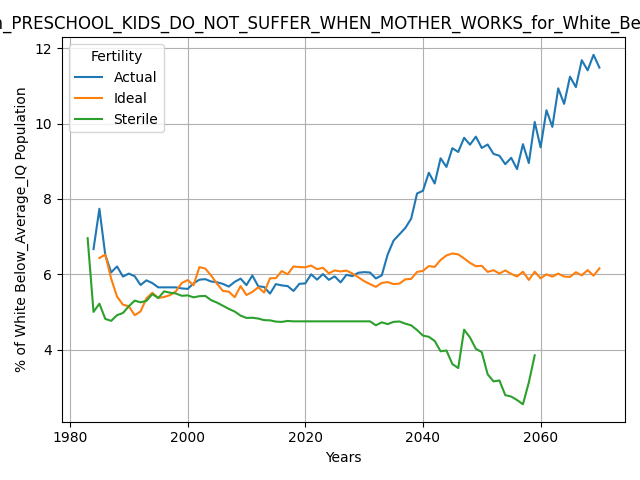 _PRESCHOOL_KIDS_DO_NOT_SUFFER_WHEN_MOTHER_WORKS_for_White_Be
Fertility
Actual
Ideal
Sterile
% of White Below_Average_IQ Population
12
10
8
6
4
1980 2000 2020 2040 2060
Years